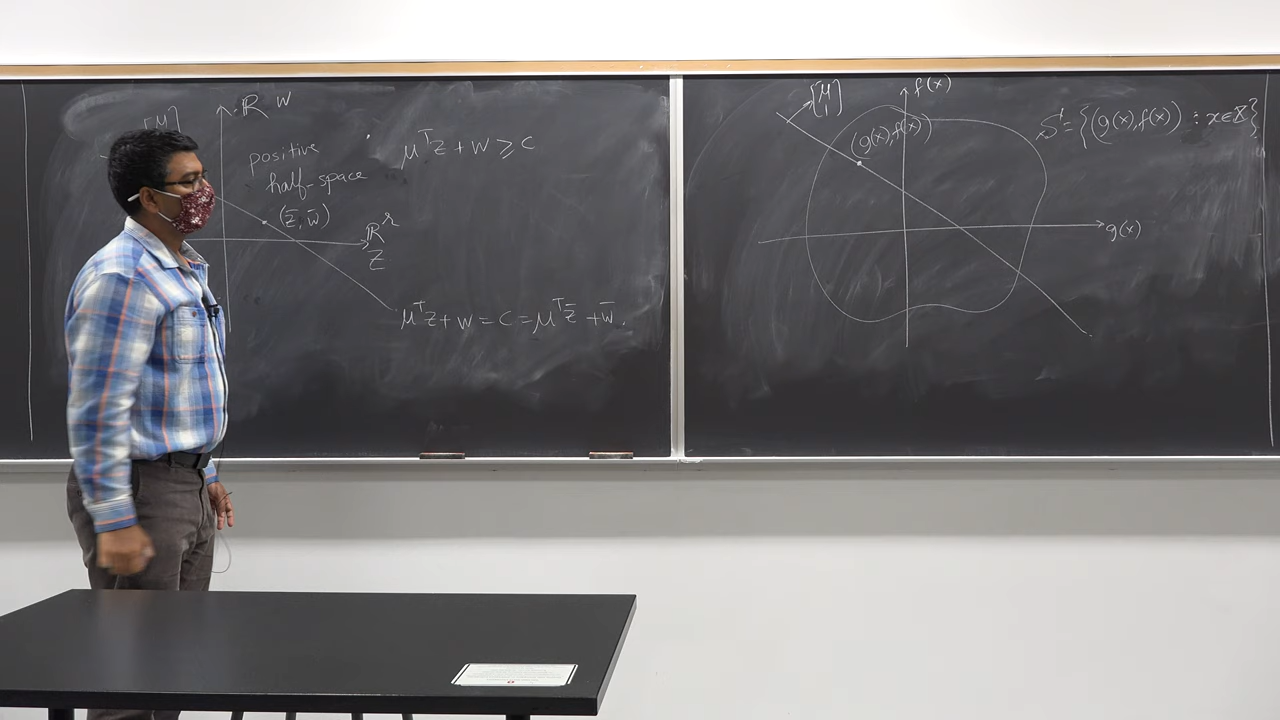 [μ]
ℝ W
positive
half-space
(z̄, w̄)
ℝʳ
Z
μᵀz + w ≥ c
μᵀz + w = c = μᵀz̄ + w̄.
[μ 1]
f(x)
(g(x), f(x))
g(x)
S = {(g(x), f(x)) : x ∈ X}